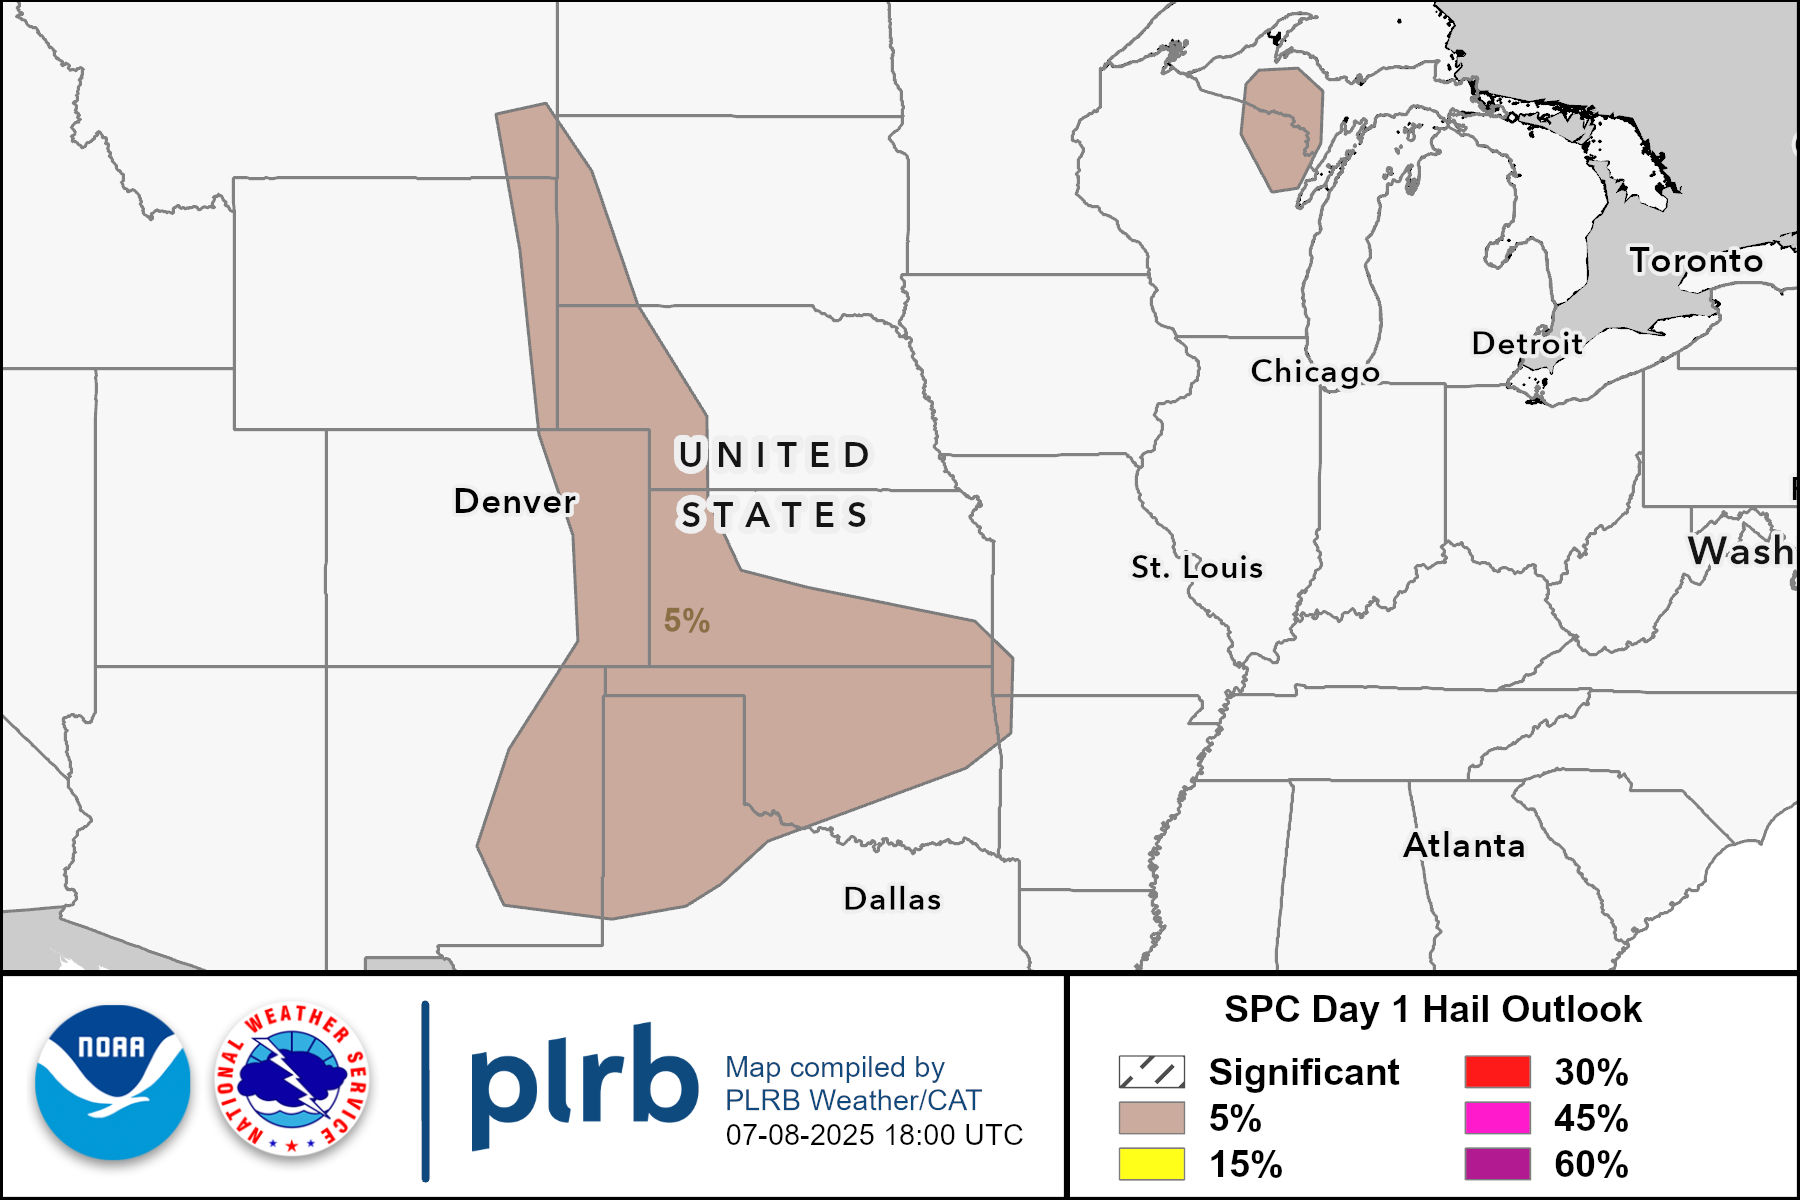 Toronto
Detroit
Chicago
UNITED
STATES
Denver
Wash
St. Louis
5%
Atlanta
Dallas
NOAA
NATIONAL WEATHER SERVICE
plrb
Map compiled by
PLRB Weather/CAT
07-08-2025 18:00 UTC
SPC Day 1 Hail Outlook
Significant
30%
5%
45%
15%
60%